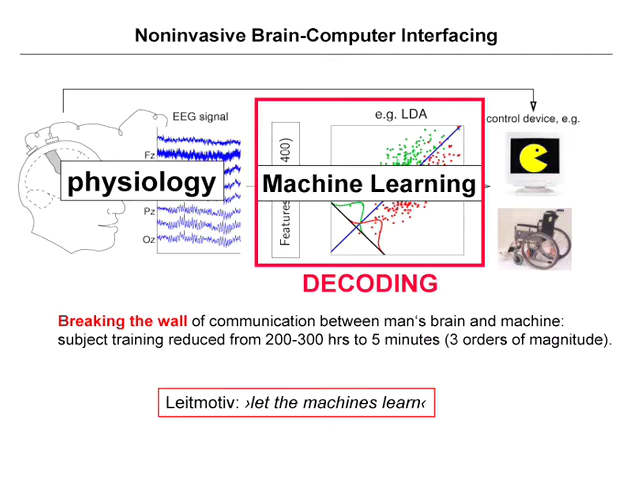 Noninvasive Brain-Computer Interfacing
EEG signal
e.g. LDA
control device, e.g.
Fz
physiology
Machine Learning
Features
400)
Pz
Oz
DECODING
Breaking the wall of communication between man's brain and machine:
subject training reduced from 200-300 hrs to 5 minutes (3 orders of magnitude).
Leitmotiv: ›let the machines learn‹